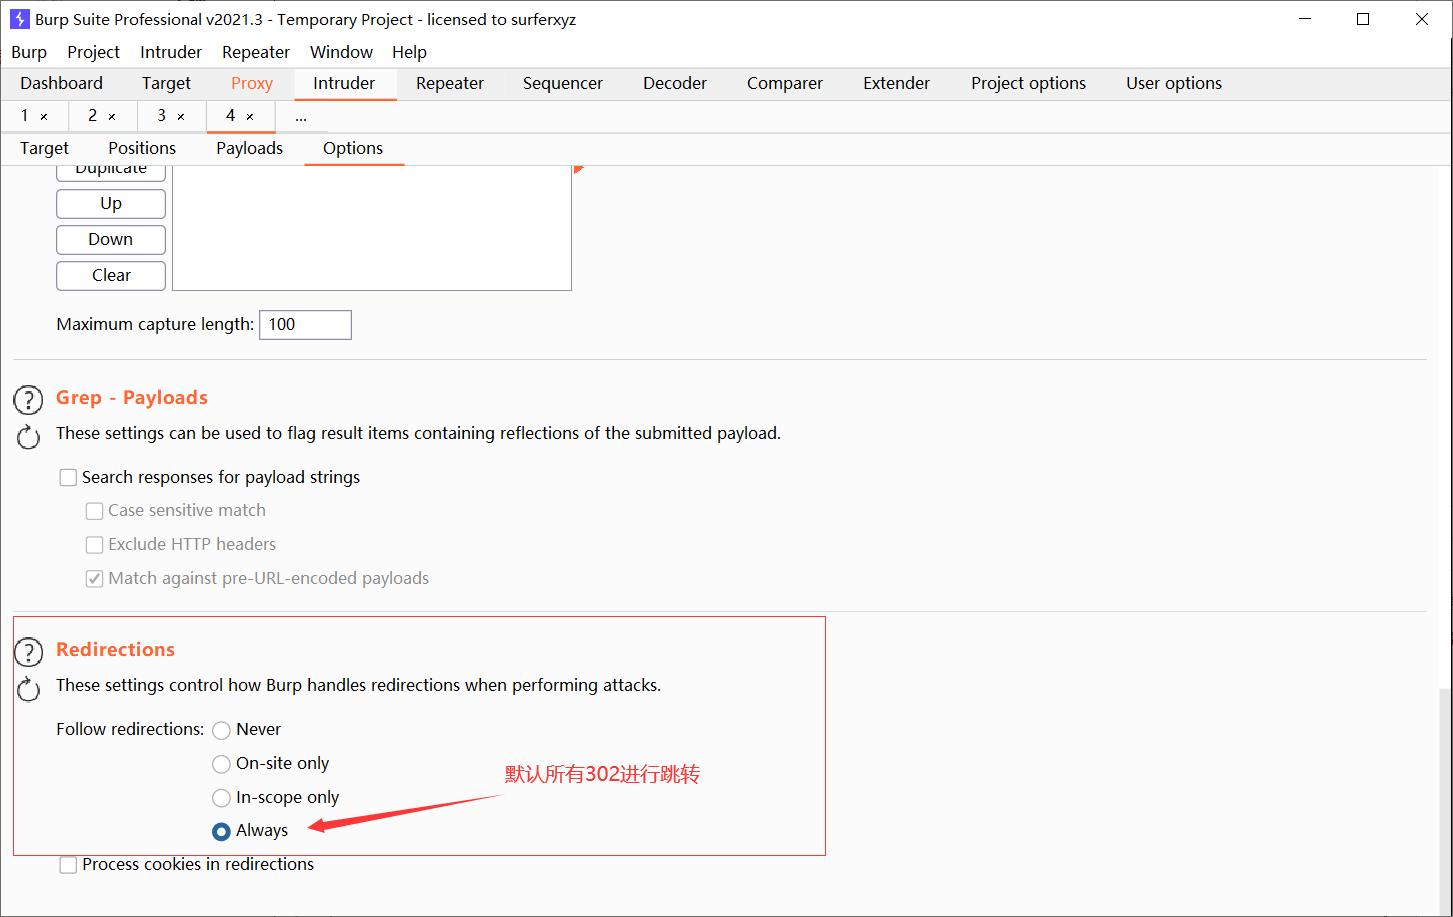 Burp Suite Professional v2021.3 - Temporary Project - licensed to surferxyz
Burp Project Intruder Repeater Window Help
Dashboard Target Proxy Intruder Repeater Sequencer Decoder Comparer Extender Project options User options
1 × 2 × 3 × 4 × ...
Target Positions Payloads Options
Duplicate
Up
Down
Clear
Maximum capture length: 100
Grep - Payloads
These settings can be used to flag result items containing reflections of the submitted payload.
Search responses for payload strings
Case sensitive match
Exclude HTTP headers
Match against pre-URL-encoded payloads
Redirections
These settings control how Burp handles redirections when performing attacks.
Follow redirections: Never
On-site only
默认所有302进行跳转
In-scope only
Always
Process cookies in redirections